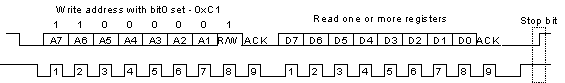 Write address with bit0 set - 0xC1
Read one or more registers
Stop bit
1 1 0 0 0 0 0 1
A7 A6 A5 A4 A3 A2 A1 R/W ACK D7 D6 D5 D4 D3 D2 D1 D0 ACK
1 2 3 4 5 6 7 8 9 1 2 3 4 5 6 7 8 9